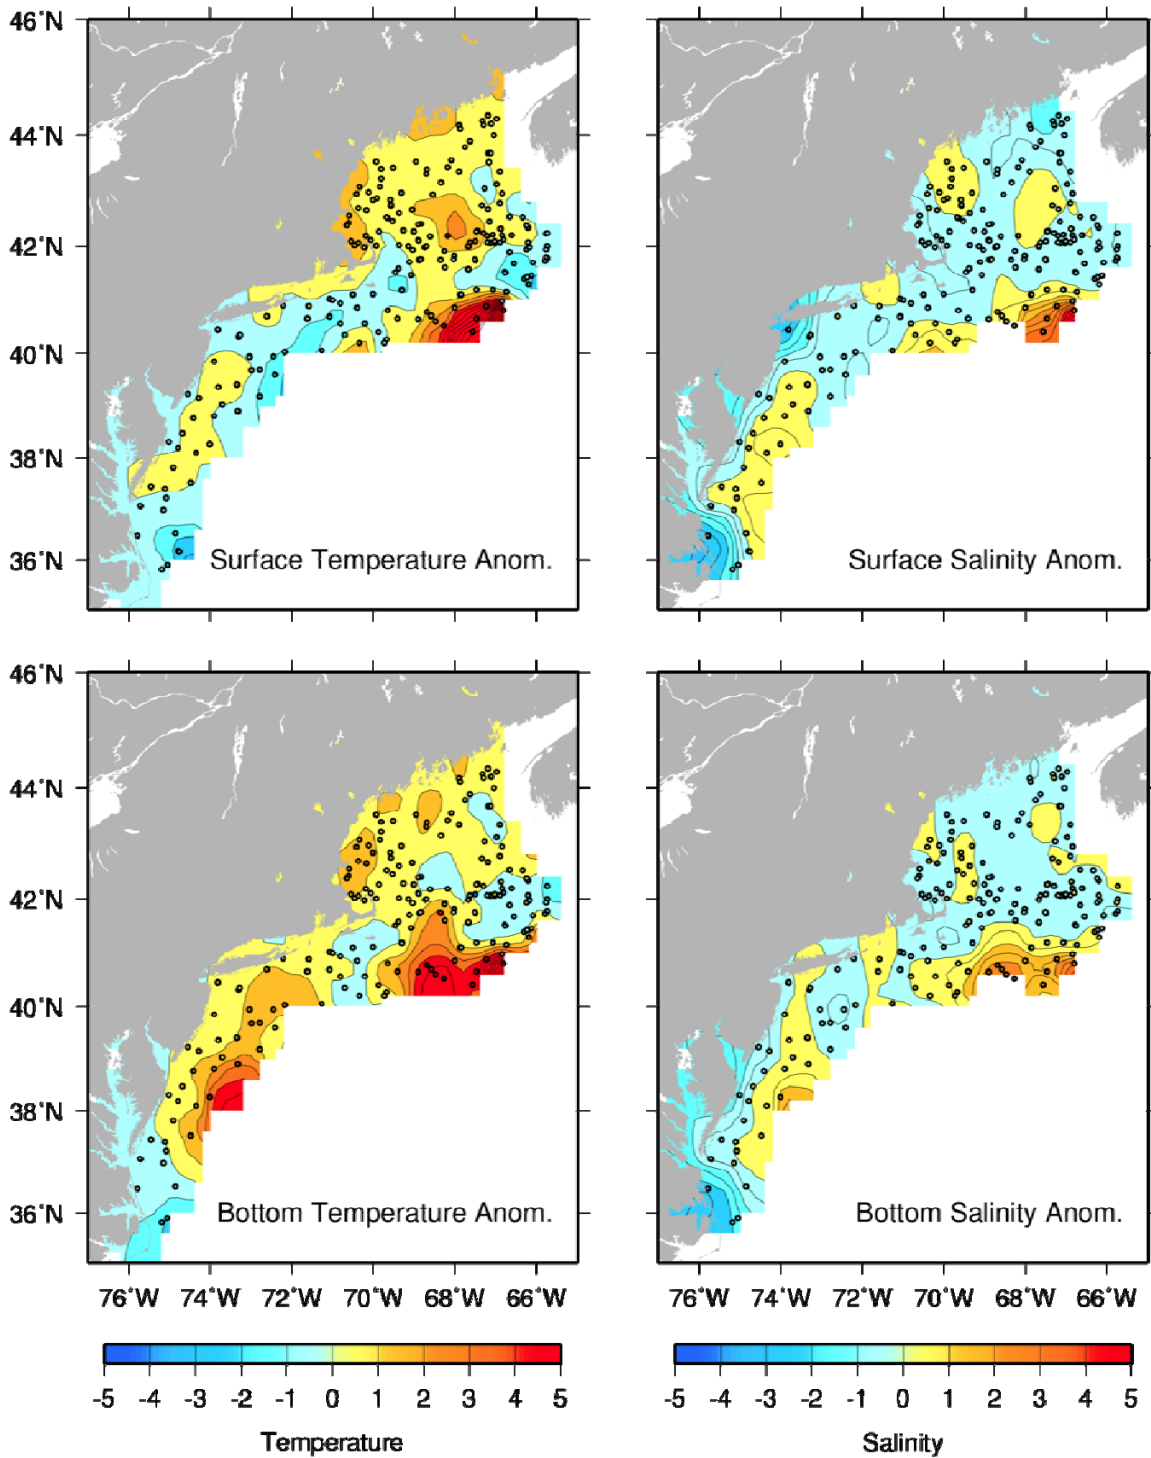 46°N
44°N
42°N
40°N
38°N
36°N
Surface Temperature Anom.
Surface Salinity Anom.
46°N
44°N
42°N
40°N
38°N
36°N
Bottom Temperature Anom.
Bottom Salinity Anom.
76°W 74°W 72°W 70°W 68°W 66°W
76°W 74°W 72°W 70°W 68°W 66°W
-5 -4 -3 -2 -1 0 1 2 3 4 5
-5 -4 -3 -2 -1 0 1 2 3 4 5
Temperature
Salinity